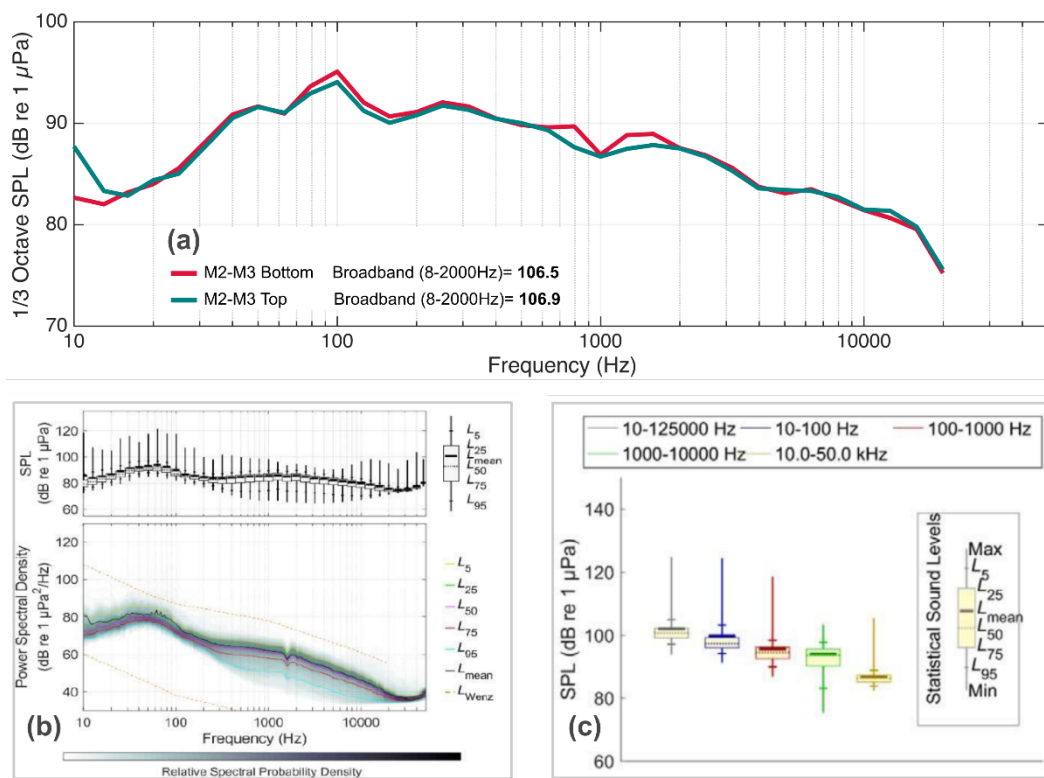 100
90
80
70
1/3 Octave SPL (dB re 1 µPa)
(a)
M2-M3 Bottom Broadband (8-2000Hz)= 106.5
M2-M3 Top Broadband (8-2000Hz)= 106.9
10 100 1000 10000
Frequency (Hz)
SPL
(dB re 1 µPa)
120
100
80
60
L5
L25
Lmean
L50
L75
L95
Power Spectral Density
(dB re 1 µPa²/Hz)
120
100
80
60
40
L5
L25
L50
L75
L95
Lmean
LWenz
10 100 1000 10000
(b)
Frequency (Hz)
Relative Spectral Probability Density
10-125000 Hz 10-100 Hz 100-1000 Hz
1000-10000 Hz 10.0-50.0 kHz
SPL (dB re 1 µPa)
140
120
100
80
60
(c)
Statistical Sound Levels
Max
L5
L25
Lmean
L50
L75
L95
Min